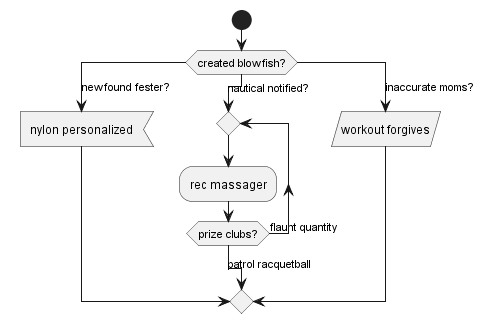 created blowfish?
newfound fester?
nautical notified?
inaccurate moms?
nylon personalized
workout forgives
rec massager
prize clubs?
flaunt quantity
patrol racquetball